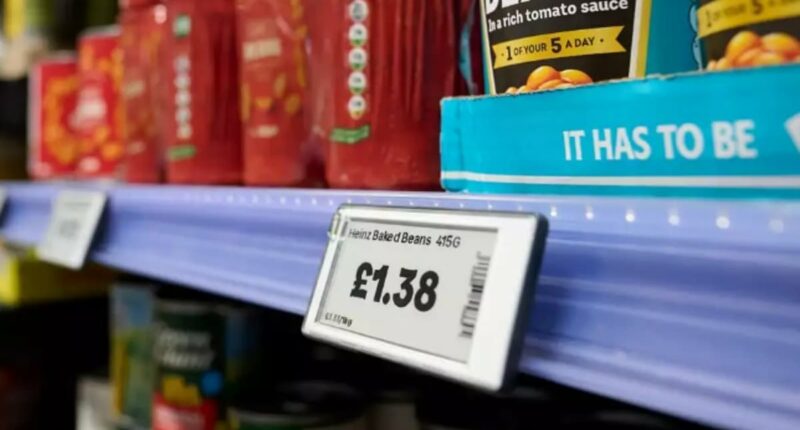 In a rich tomato sauce
1 OF YOUR 5 A DAY
1 OF YOUR 5
IT HAS TO BE
Heinz Baked Beans 415G
£1.38